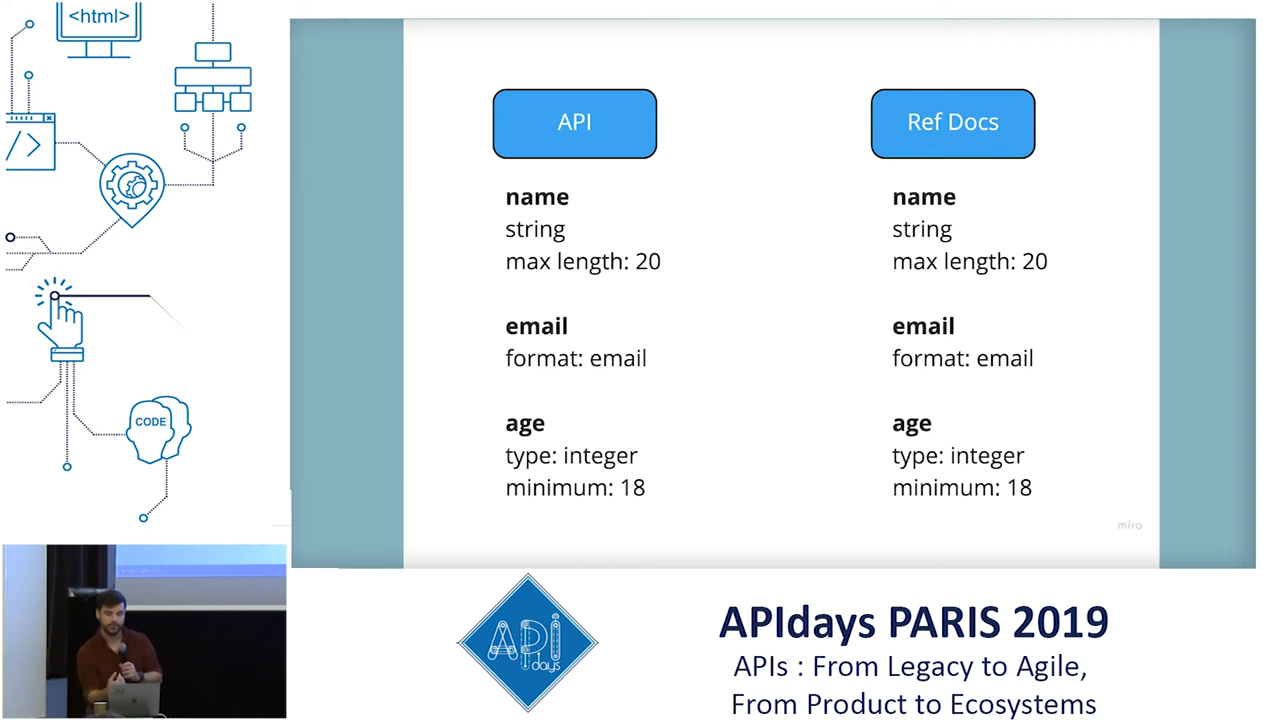 <html>
</>
CODE
API
name
string
max length: 20
email
format: email
age
type: integer
minimum: 18
Ref Docs
name
string
max length: 20
email
format: email
age
type: integer
minimum: 18
miro
API
days
APIdays PARIS 2019
APIs : From Legacy to Agile,
From Product to Ecosystems